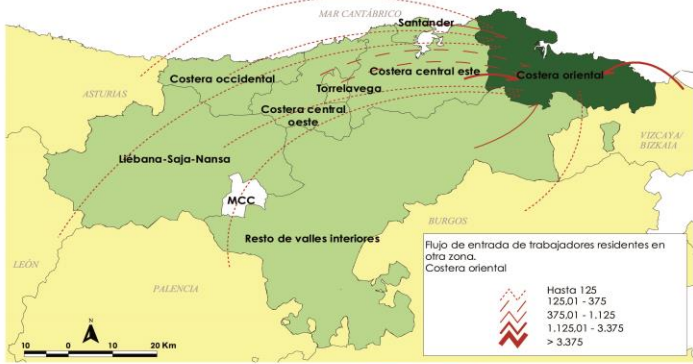 MAR CANTÁBRICO
Santander
Costera occidental
Costera central este
Costera oriental
ASTURIAS
Torrelavega
Costera central
oeste
VIZCAYA/
BIZKAIA
Liébana-Saja-Nansa
MCC
BURGOS
Resto de valles interiores
LEÓN
PALENCIA
Flujo de entrada de trabajadores residentes en
otra zona.
Costera oriental
Hasta 125
125,01 - 375
375,01 - 1.125
1.125,01 - 3.375
> 3.375
N
10 0 10 20 Km